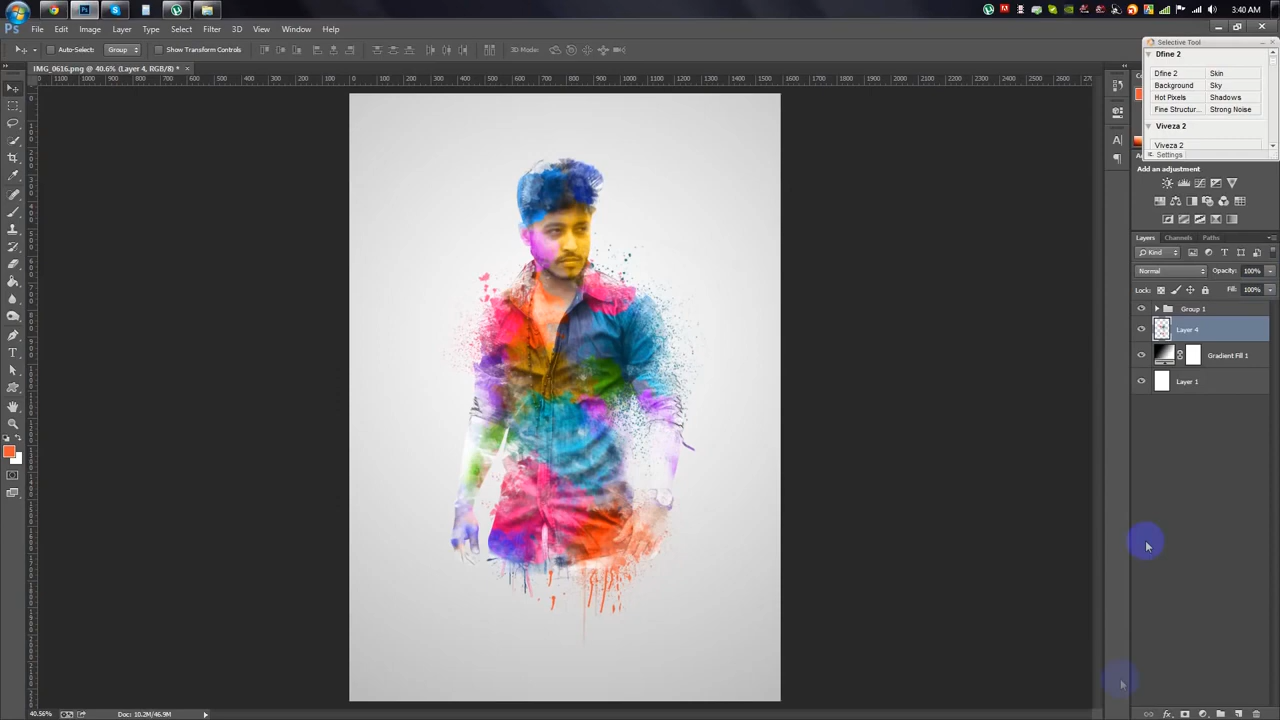 3:40 AM
Ps File Edit Image Layer Type Select Filter 3D View Window Help
Auto-Select: Group Show Transform Controls 3D Mode:
Selective Tool
IMG_0616.png @ 40.6% (Layer 4, RGB/8) *
Dfine 2
Dfine 2 Skin
Background Sky
Hot Pixels Shadows
Fine Structur... Strong Noise
Viveza 2
Viveza 2
Settings
Add an adjustment
Layers Channels Paths
Kind
Normal Opacity: 100%
Lock: Fill: 100%
Group 1
Layer 4
Gradient Fill 1
Layer 1
40.56% Doc: 10.2M/46.9M